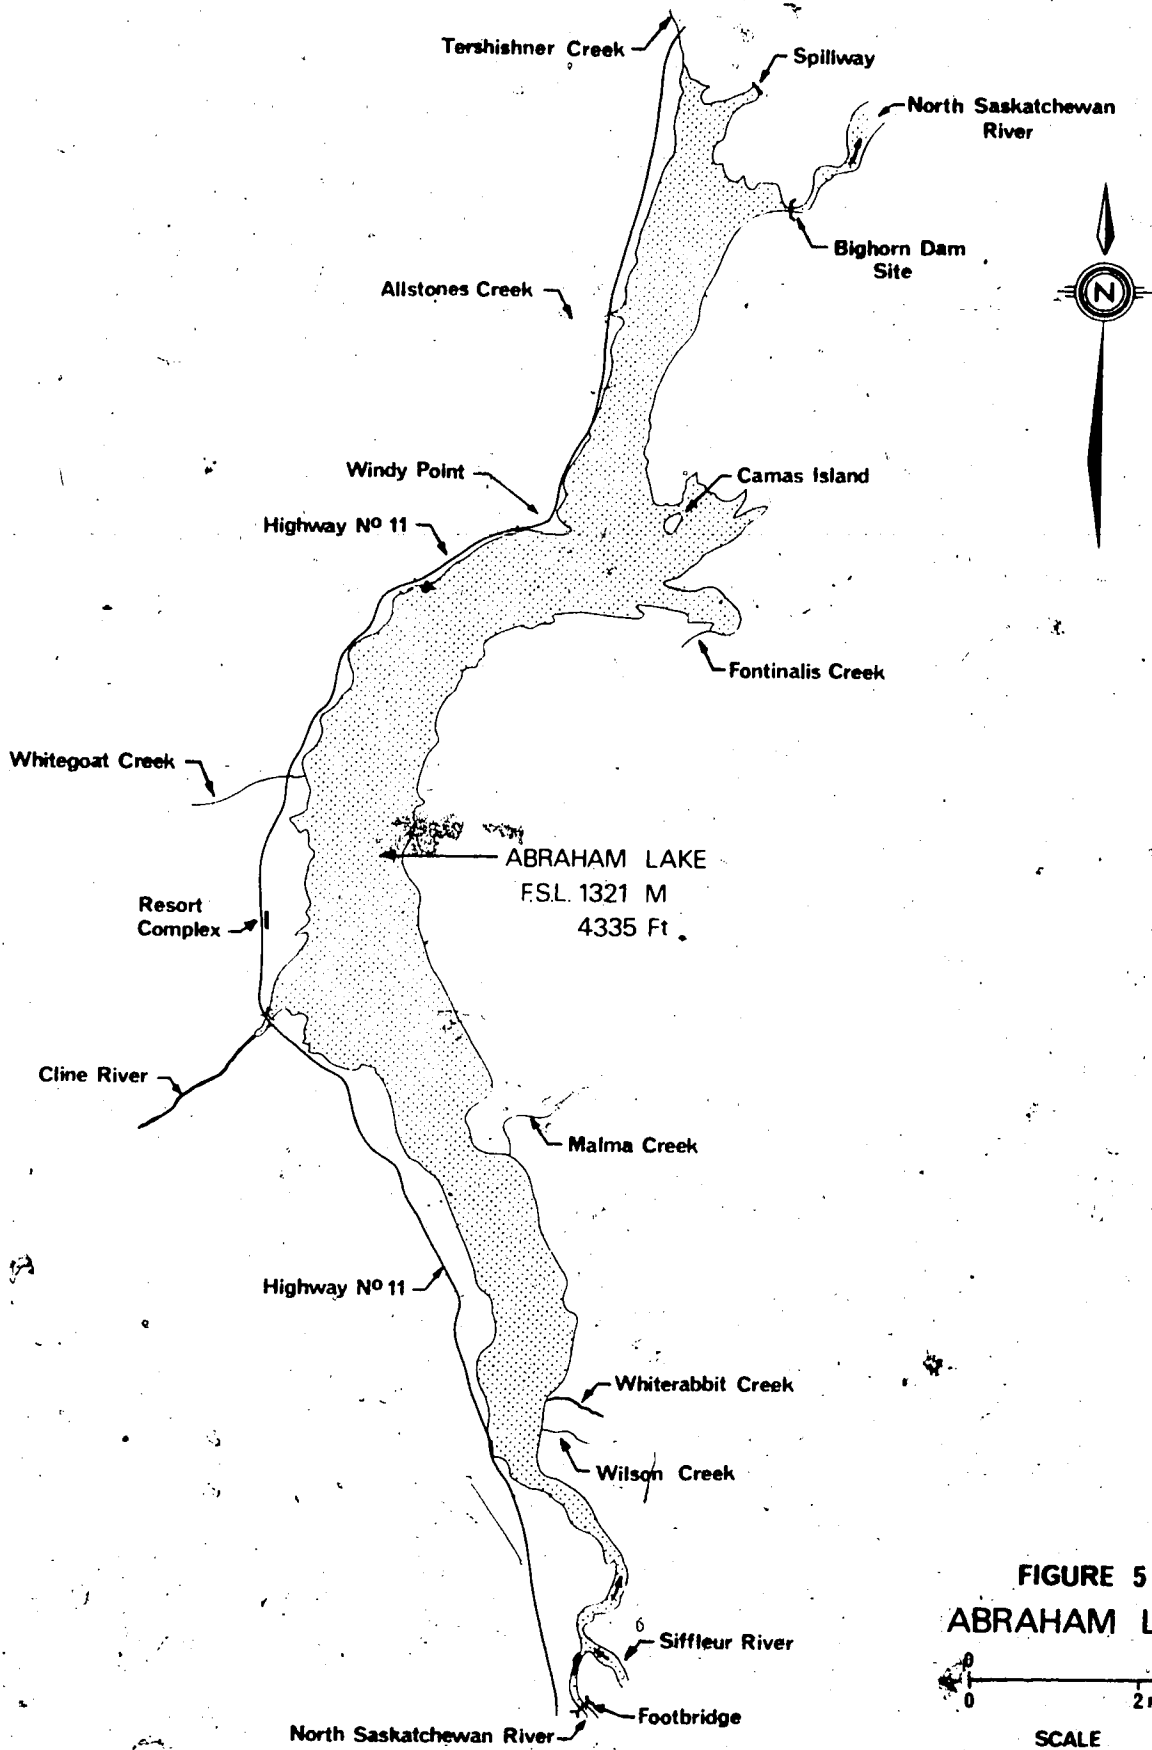 Tershishner Creek
Spillway
North Saskatchewan
River
Bighorn Dam
Site
N
Allstones Creek
Windy Point
Camas Island
Highway Nº 11
Fontinalis Creek
Whitegoat Creek
ABRAHAM LAKE
F.S.L. 1321 M
4335 Ft.
Resort
Complex
Cline River
Malma Creek
Highway Nº 11
Whiterabbit Creek
Wilson Creek
FIGURE 5
ABRAHAM L
Siffleur River
0
0 2
Footbridge
North Saskatchewan River
SCALE